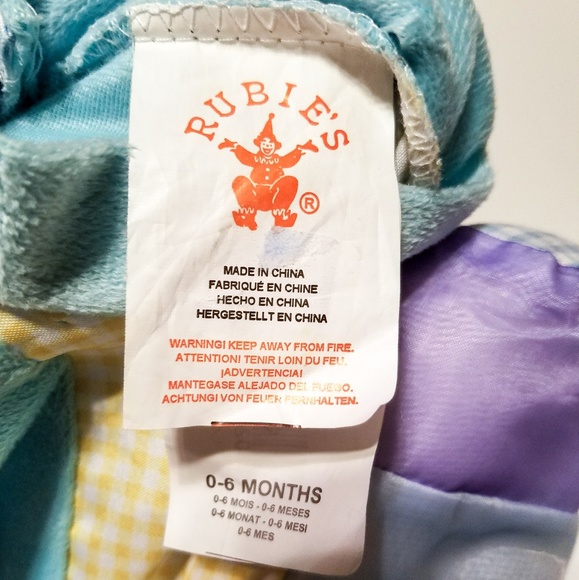 RUBIE'S
®
MADE IN CHINA
FABRIQUÉ EN CHINE
HECHO EN CHINA
HERGESTELLT EN CHINA
WARNING! KEEP AWAY FROM FIRE.
ATTENTION! TENIR LOIN DU FEU.
¡ADVERTENCIA!
MANTEGASE ALEJADO DEL FUEGO.
ACHTUNG! VON FEUER FERNHALTEN.
0-6 MONTHS
0-6 MOIS - 0-6 MESES
0-6 MONAT - 0-6 MESI
0-6 MES